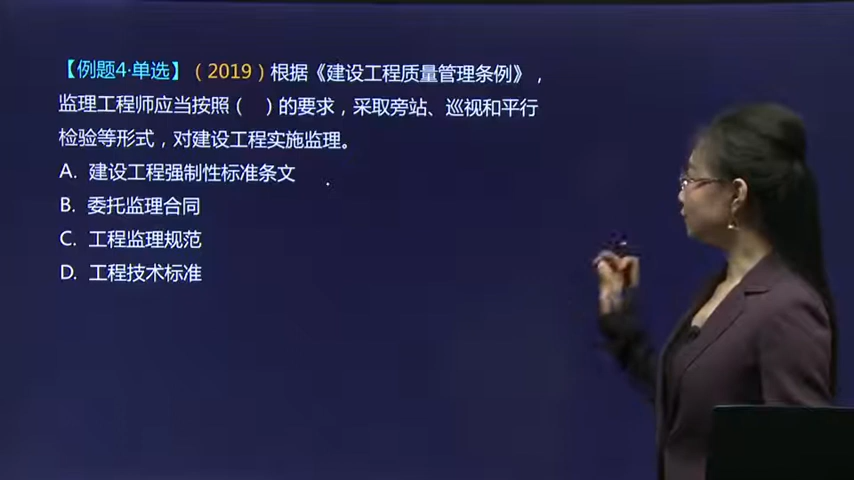 【例题4·单选】（2019）根据《建设工程质量管理条例》，
监理工程师应当按照（　）的要求，采取旁站、巡视和平行
检验等形式，对建设工程实施监理。
A. 建设工程强制性标准条文
B. 委托监理合同
C. 工程监理规范
D. 工程技术标准